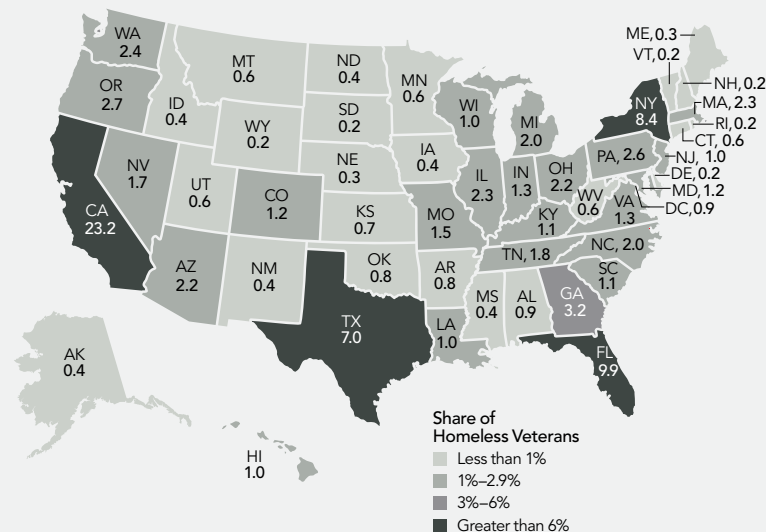 WA
2.4
OR
2.7
CA
23.2
NV
1.7
ID
0.4
MT
0.6
WY
0.2
UT
0.6
AZ
2.2
CO
1.2
NM
0.4
ND
0.4
SD
0.2
NE
0.3
KS
0.7
OK
0.8
TX
7.0
MN
0.6
IA
0.4
MO
1.5
AR
0.8
LA
1.0
WI
1.0
IL
2.3
MI
2.0
IN
1.3
OH
2.2
KY
1.1
TN, 1.8
MS
0.4
AL
0.9
GA
3.2
FL
9.9
SC
1.1
NC, 2.0
VA
1.3
WV
0.6
PA, 2.6
NY
8.4
ME, 0.3
VT, 0.2
NH, 0.2
MA, 2.3
RI, 0.2
CT, 0.6
NJ, 1.0
DE, 0.2
MD, 1.2
DC, 0.9
AK
0.4
HI
1.0
Share of
Homeless Veterans
Less than 1%
1%–2.9%
3%–6%
Greater than 6%